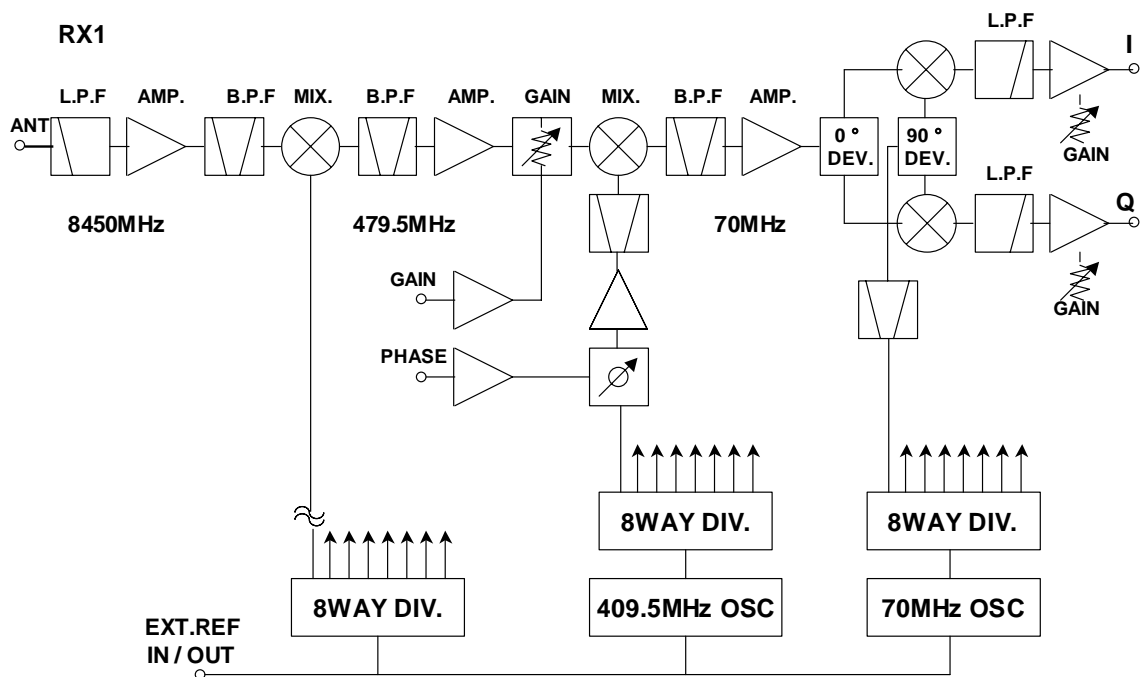 RX1
L.P.F
I
L.P.F AMP. B.P.F MIX. B.P.F AMP. GAIN MIX. B.P.F AMP.
ANT
0°
DEV.
90°
DEV.
GAIN
L.P.F
Q
8450MHz 479.5MHz 70MHz
GAIN
GAIN
PHASE
8WAY DIV. 8WAY DIV.
8WAY DIV. 409.5MHz OSC 70MHz OSC
EXT.REF
IN / OUT